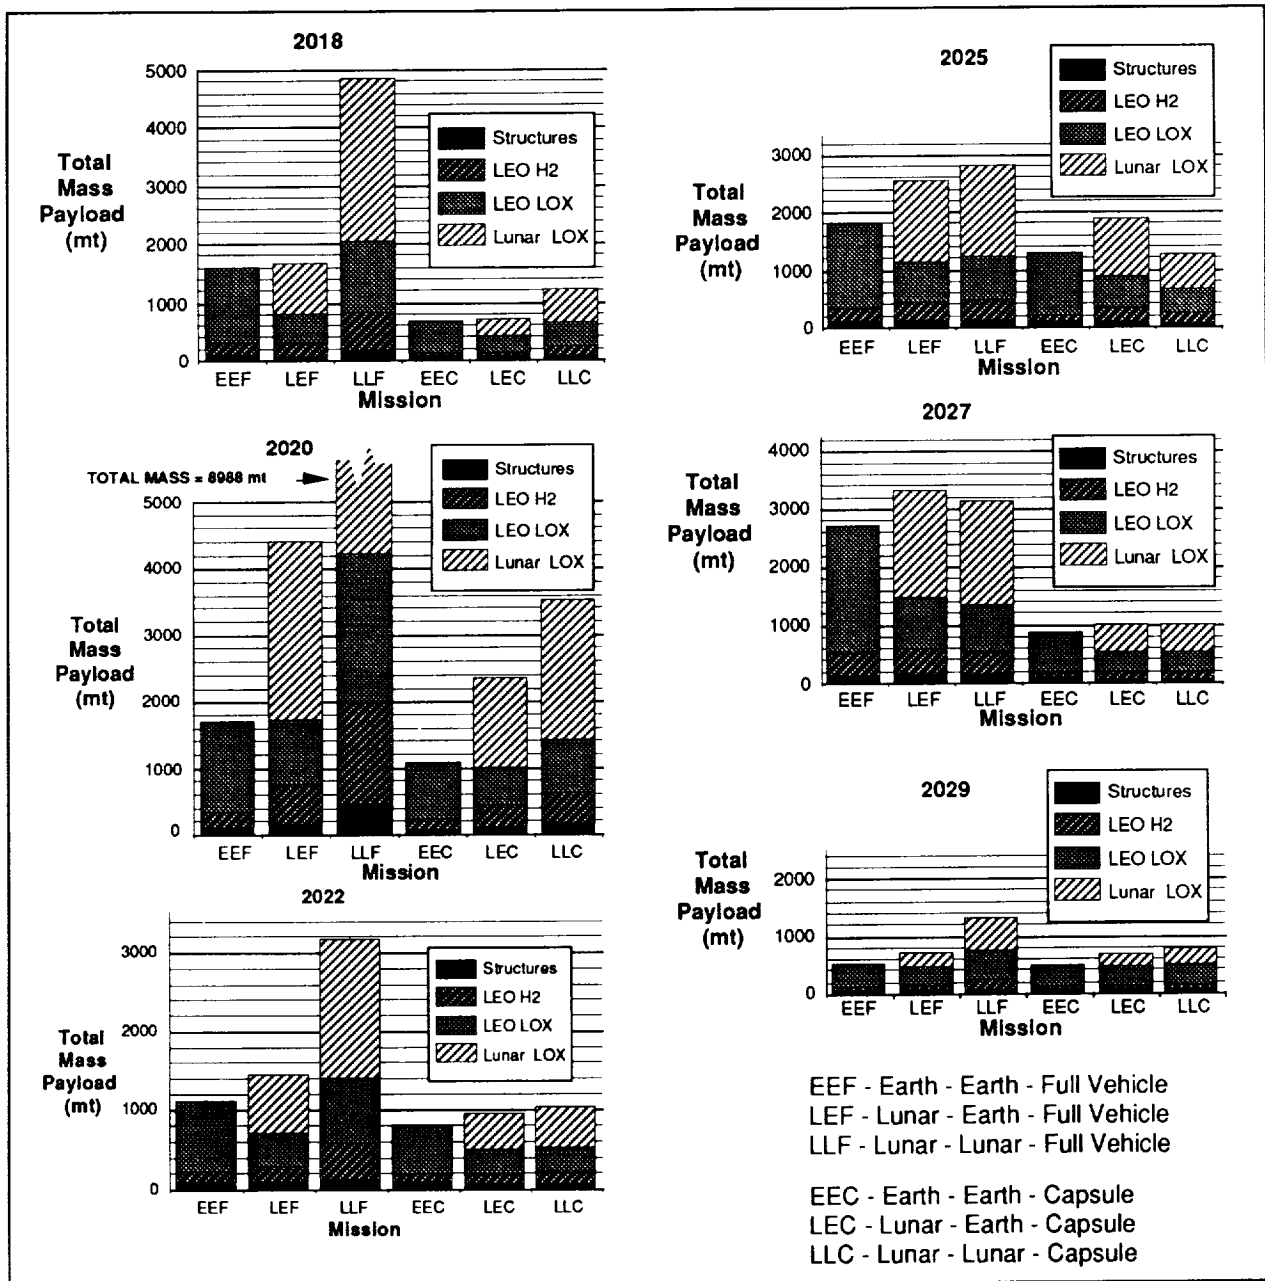 2018
5000
4000
3000
2000
1000
0
Total
Mass
Payload
(mt)
Structures
LEO H2
LEO LOX
Lunar LOX
EEF LEF LLF EEC LEC LLC
Mission
2020
TOTAL MASS = 8988 mt
5000
4000
3000
2000
1000
0
Total
Mass
Payload
(mt)
Structures
LEO H2
LEO LOX
Lunar LOX
EEF LEF LLF EEC LEC LLC
Mission
2022
3000
2000
1000
0
Total
Mass
Payload
(mt)
Structures
LEO H2
LEO LOX
Lunar LOX
EEF LEF LLF EEC LEC LLC
Mission
2025
3000
2000
1000
0
Total
Mass
Payload
(mt)
Structures
LEO H2
LEO LOX
Lunar LOX
EEF LEF LLF EEC LEC LLC
Mission
2027
4000
3000
2000
1000
0
Total
Mass
Payload
(mt)
Structures
LEO H2
LEO LOX
Lunar LOX
EEF LEF LLF EEC LEC LLC
Mission
2029
2000
1000
0
Total
Mass
Payload
(mt)
Structures
LEO H2
LEO LOX
Lunar LOX
EEF LEF LLF EEC LEC LLC
Mission
EEF - Earth - Earth - Full Vehicle
LEF - Lunar - Earth - Full Vehicle
LLF - Lunar - Lunar - Full Vehicle
EEC - Earth - Earth - Capsule
LEC - Lunar - Earth - Capsule
LLC - Lunar - Lunar - Capsule